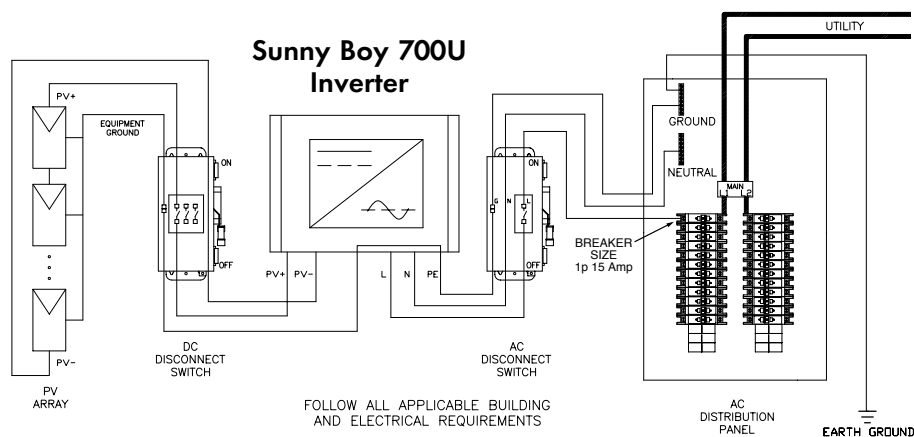 Sunny Boy 700U
Inverter
UTILITY
PV+
EQUIPMENT
GROUND
GROUND
NEUTRAL
MAIN
L1 L2
ON
ON
G N L
BREAKER
SIZE
1p 15 Amp
OFF
OFF
PV+ PV-
L N PE
PV-
DC
DISCONNECT
SWITCH
AC
DISCONNECT
SWITCH
PV
ARRAY
FOLLOW ALL APPLICABLE BUILDING
AND ELECTRICAL REQUIREMENTS
AC
DISTRIBUTION
PANEL
EARTH GROUND